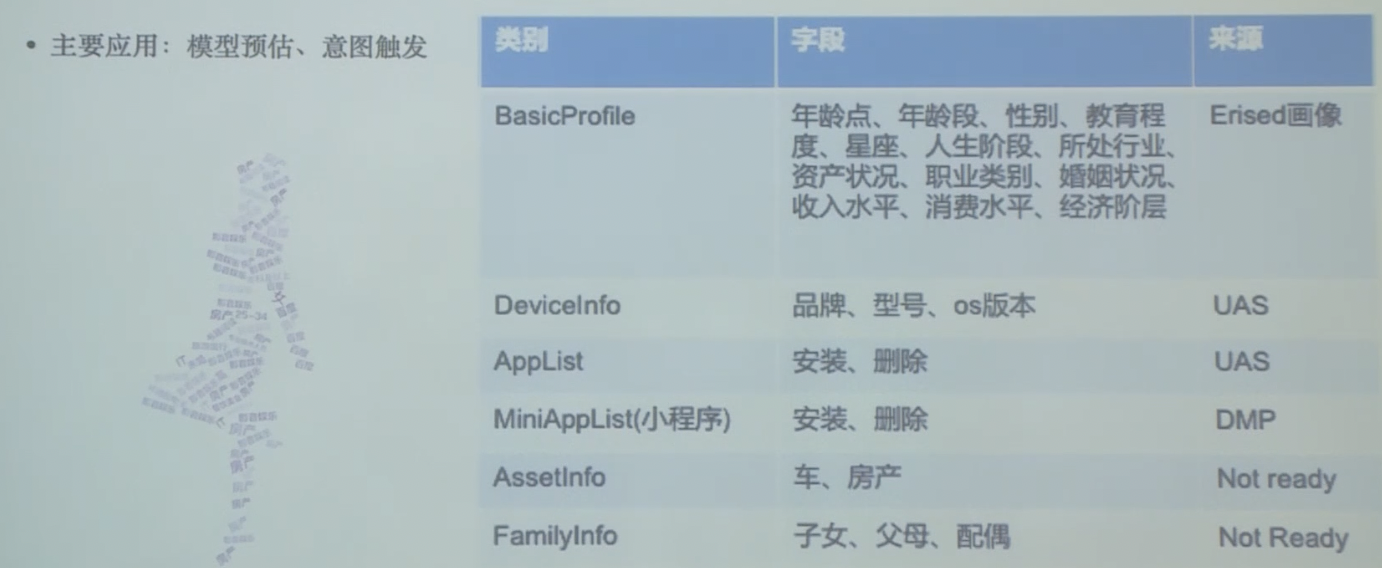 • 主要应用：模型预估、意图触发
类别 字段 来源
BasicProfile 年龄点、年龄段、性别、教育程 Erised画像
度、星座、人生阶段、所处行业、
资产状况、职业类别、婚姻状况、
收入水平、消费水平、经济阶层
DeviceInfo 品牌、型号、os版本 UAS
AppList 安装、删除 UAS
MiniAppList(小程序) 安装、删除 DMP
AssetInfo 车、房产 Not ready
FamilyInfo 子女、父母、配偶 Not Ready
房产 25-34